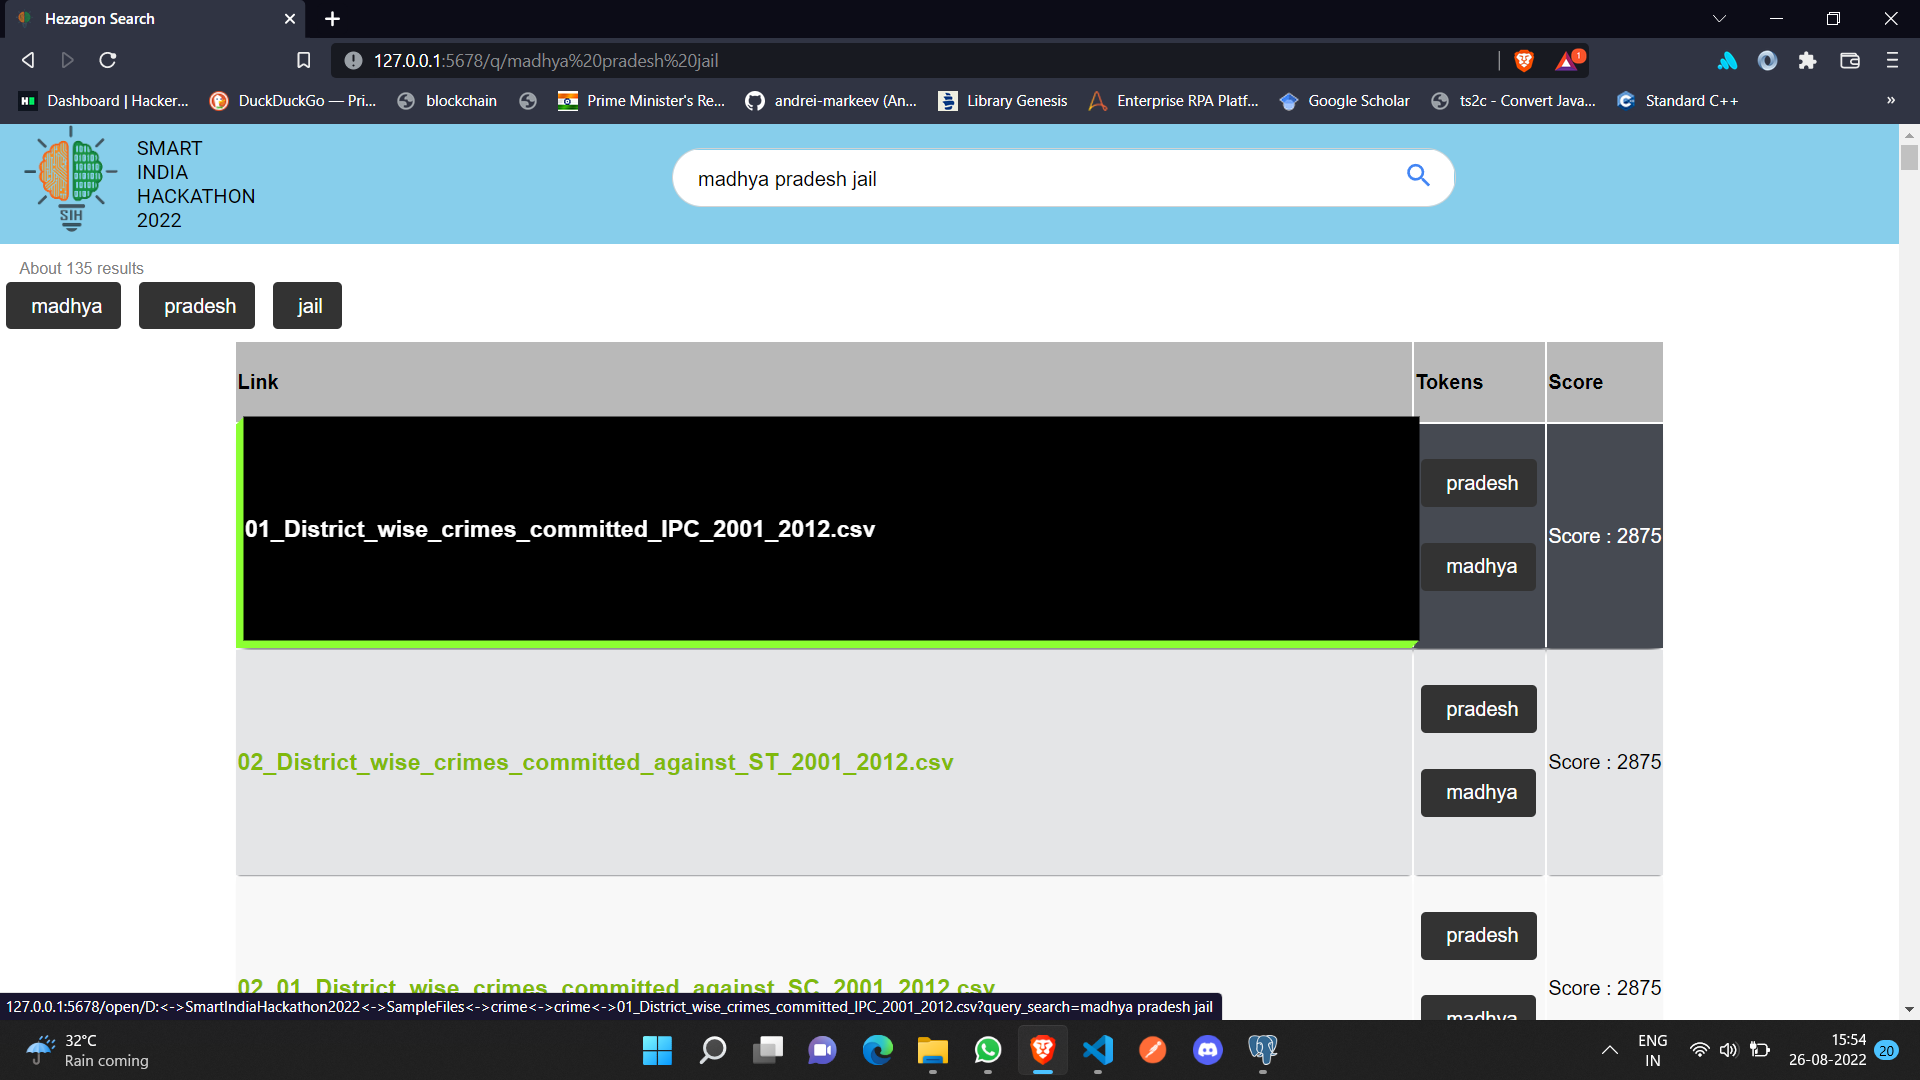 Hezagon Search
127.0.0.1:5678/q/madhya%20pradesh%20jail
1
Dashboard | Hacker...
DuckDuckGo — Pri...
blockchain
Prime Minister's Re...
andrei-markeev (An...
Library Genesis
Enterprise RPA Platf...
Google Scholar
ts2c - Convert Java...
Standard C++
»
SMART
INDIA
HACKATHON
2022
SIH
madhya pradesh jail
About 135 results
madhya
pradesh
jail
Link
Tokens
Score
01_District_wise_crimes_committed_IPC_2001_2012.csv
pradesh
madhya
Score : 2875
02_District_wise_crimes_committed_against_ST_2001_2012.csv
pradesh
madhya
Score : 2875
02_01_District_wise_crimes_committed_against_SC_2001_2012.csv
pradesh
madhya
Score : 2875
127.0.0.1:5678/open/D:<->SmartIndiaHackathon2022<->SampleFiles<->crime<->crime<->01_District_wise_crimes_committed_IPC_2001_2012.csv?query_search=madhya pradesh jail
32°C
Rain coming
ENG
IN
15:54
26-08-2022
20